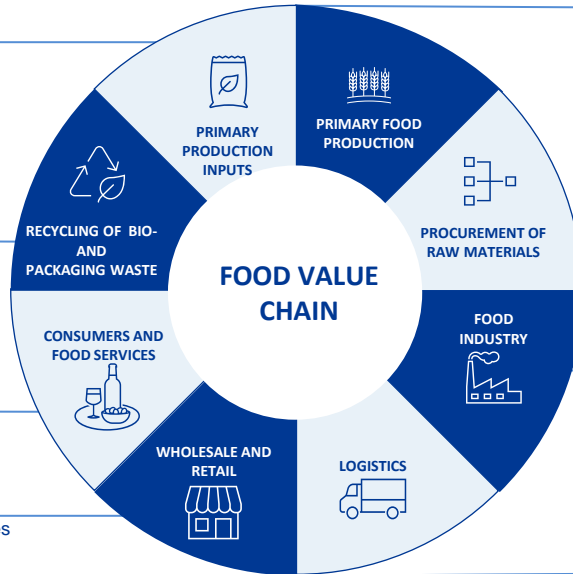 PRIMARY
PRODUCTION
INPUTS
PRIMARY FOOD
PRODUCTION
PROCUREMENT OF
RAW MATERIALS
FOOD
INDUSTRY
LOGISTICS
WHOLESALE AND
RETAIL
CONSUMERS AND
FOOD SERVICES
RECYCLING OF BIO-
AND
PACKAGING WASTE
FOOD VALUE
CHAIN